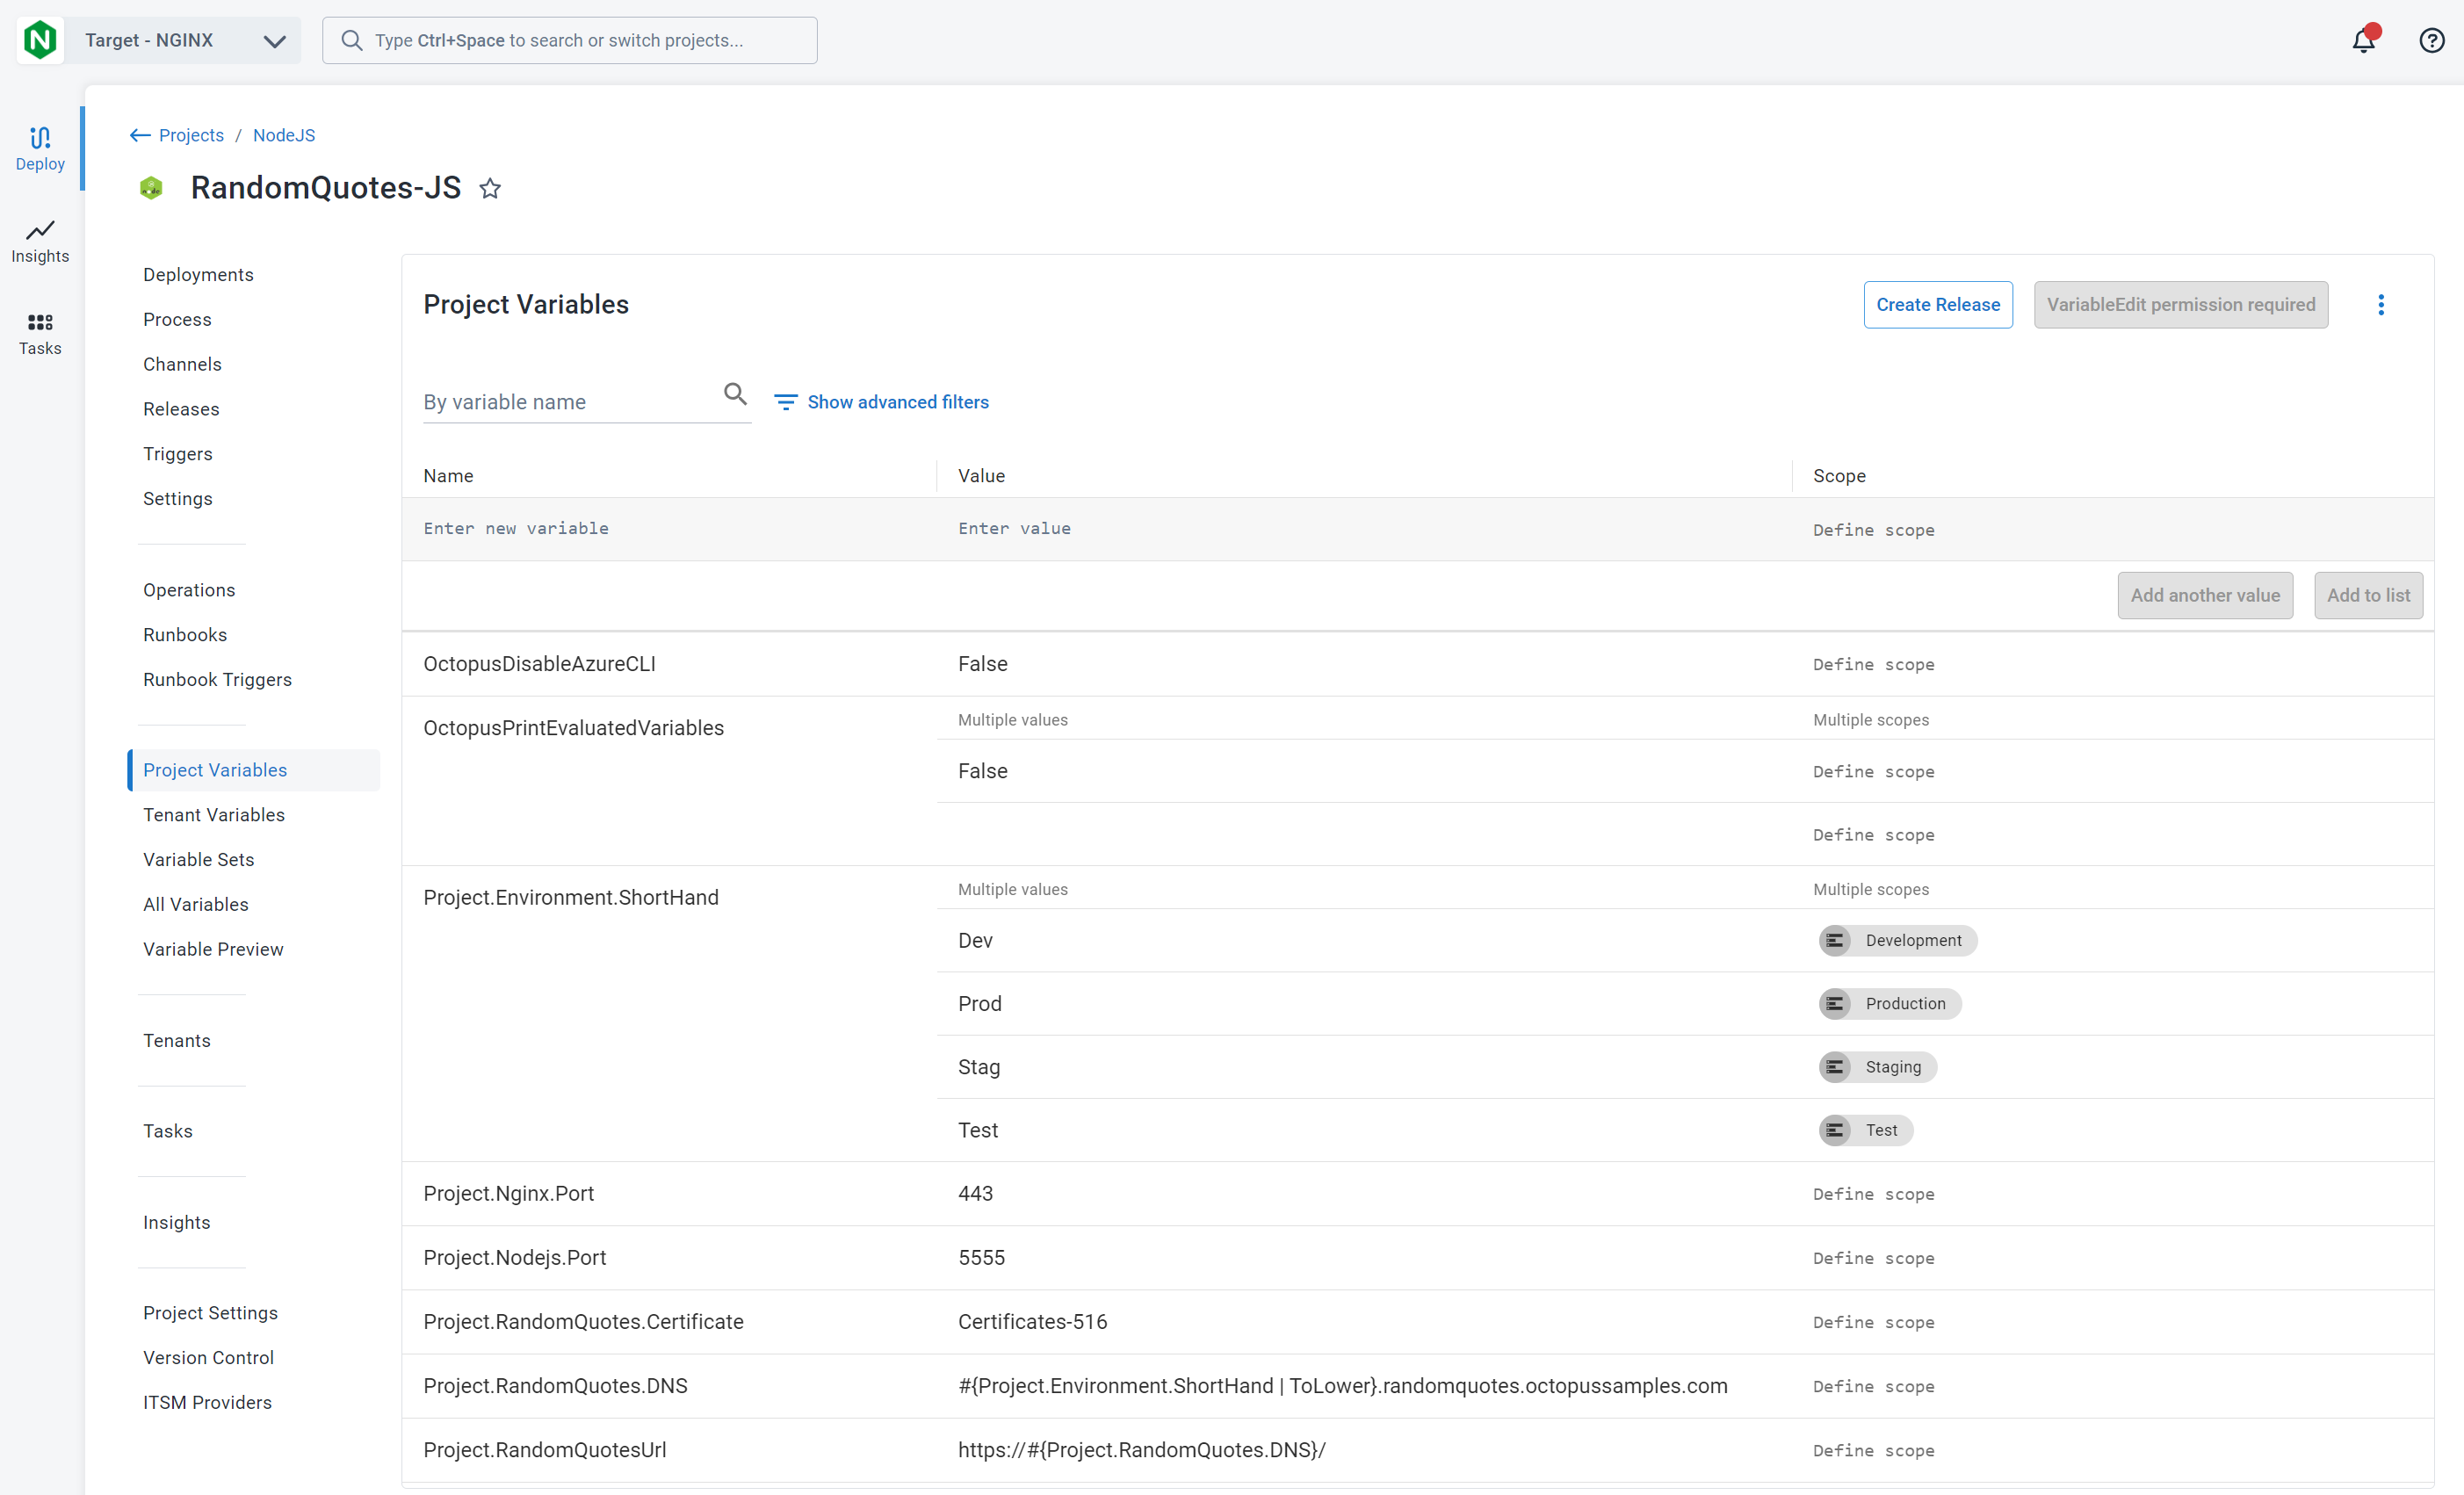 N Target - NGINX Type Ctrl+Space to search or switch projects...
Deploy
Insights
Tasks
Projects / NodeJS
RandomQuotes-JS
Deployments
Process
Channels
Releases
Triggers
Settings
Operations
Runbooks
Runbook Triggers
Project Variables
Tenant Variables
Variable Sets
All Variables
Variable Preview
Tenants
Tasks
Insights
Project Settings
Version Control
ITSM Providers
Project Variables Create Release VariableEdit permission required
By variable name Show advanced filters
Name Value Scope
Enter new variable Enter value Define scope
Add another value Add to list
OctopusDisableAzureCLI False Define scope
OctopusPrintEvaluatedVariables Multiple values Multiple scopes
False Define scope
Define scope
Project.Environment.ShortHand Multiple values Multiple scopes
Dev Development
Prod Production
Stag Staging
Test Test
Project.Nginx.Port 443 Define scope
Project.Nodejs.Port 5555 Define scope
Project.RandomQuotes.Certificate Certificates-516 Define scope
Project.RandomQuotes.DNS #{Project.Environment.ShortHand | ToLower}.randomquotes.octopussamples.com Define scope
Project.RandomQuotesUrl https://#{Project.RandomQuotes.DNS}/ Define scope